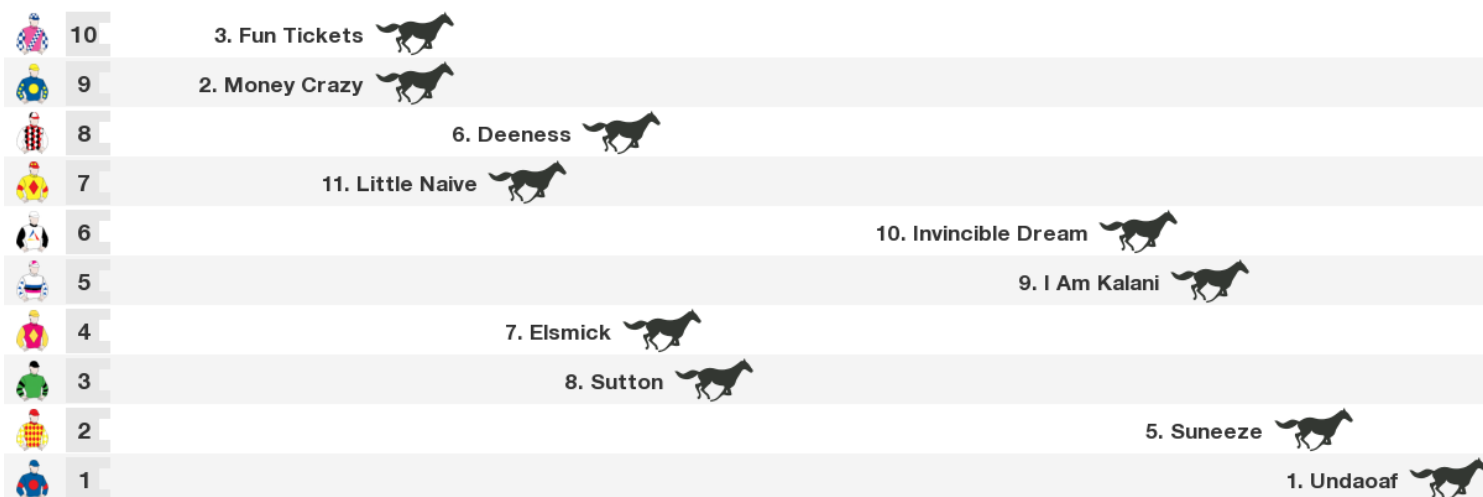 10 3. Fun Tickets
9 2. Money Crazy
8 6. Deeness
7 11. Little Naive
6 10. Invincible Dream
5 9. I Am Kalani
4 7. Elsmick
3 8. Sutton
2 5. Suneeze
1 1. Undaoaf